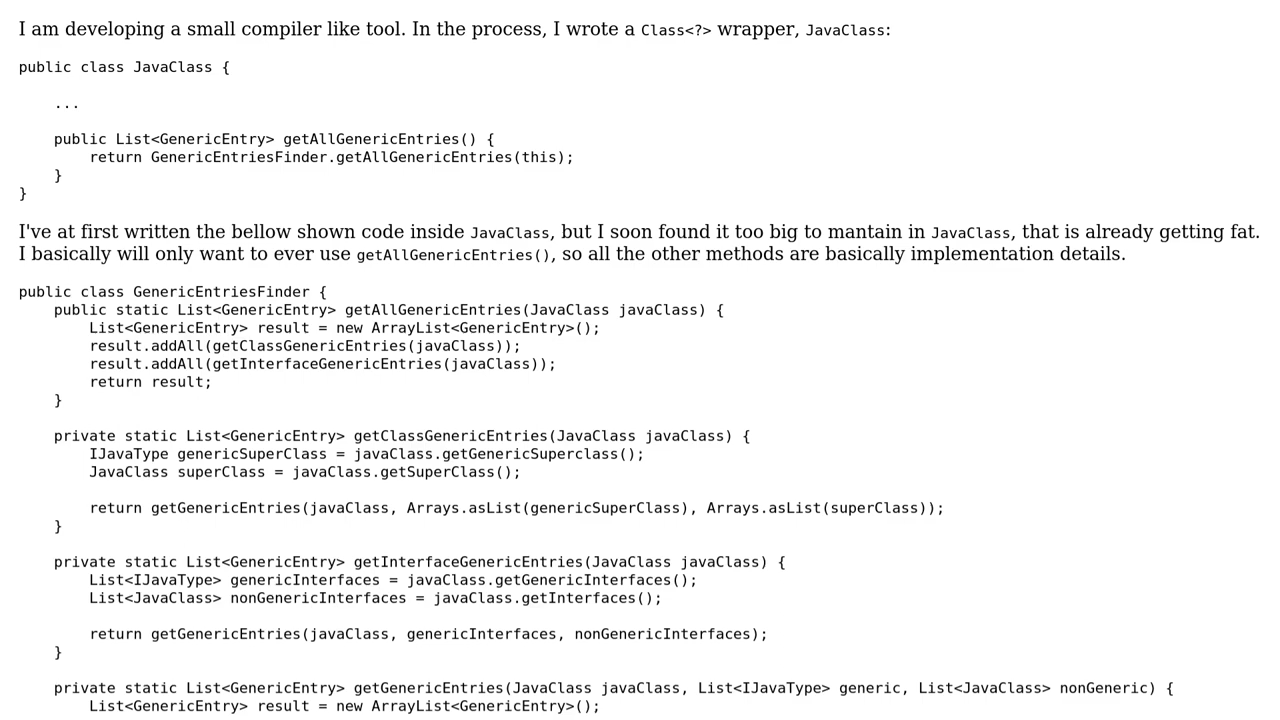 I am developing a small compiler like tool. In the process, I wrote a Class<?> wrapper, JavaClass:
public class JavaClass {
    ...
    public List<GenericEntry> getAllGenericEntries() {
        return GenericEntriesFinder.getAllGenericEntries(this);
    }
}
I've at first written the bellow shown code inside JavaClass, but I soon found it too big to mantain in JavaClass, that is already getting fat.
I basically will only want to ever use getAllGenericEntries(), so all the other methods are basically implementation details.
public class GenericEntriesFinder {
    public static List<GenericEntry> getAllGenericEntries(JavaClass javaClass) {
        List<GenericEntry> result = new ArrayList<GenericEntry>();
        result.addAll(getClassGenericEntries(javaClass));
        result.addAll(getInterfaceGenericEntries(javaClass));
        return result;
    }
    private static List<GenericEntry> getClassGenericEntries(JavaClass javaClass) {
        IJavaType genericSuperClass = javaClass.getGenericSuperclass();
        JavaClass superClass = javaClass.getSuperClass();
        return getGenericEntries(javaClass, Arrays.asList(genericSuperClass), Arrays.asList(superClass));
    }
    private static List<GenericEntry> getInterfaceGenericEntries(JavaClass javaClass) {
        List<IJavaType> genericInterfaces = javaClass.getGenericInterfaces();
        List<JavaClass> nonGenericInterfaces = javaClass.getInterfaces();
        return getGenericEntries(javaClass, genericInterfaces, nonGenericInterfaces);
    }
    private static List<GenericEntry> getGenericEntries(JavaClass javaClass, List<IJavaType> generic, List<JavaClass> nonGeneric) {
        List<GenericEntry> result = new ArrayList<GenericEntry>();